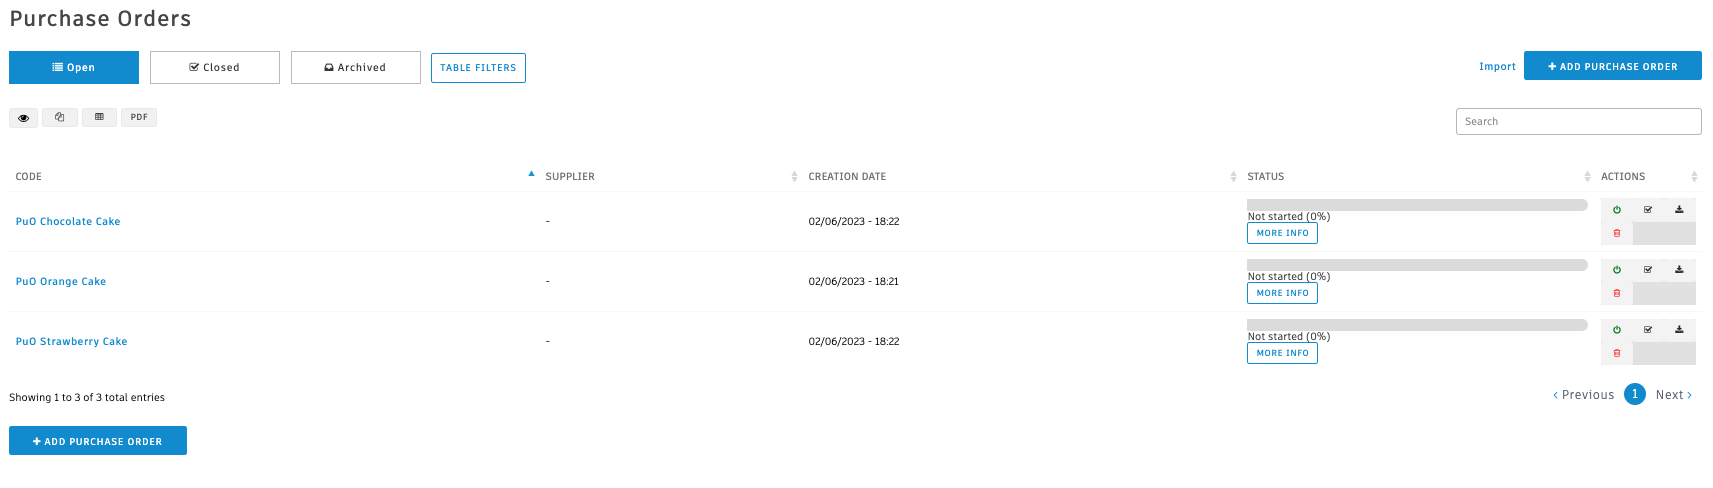 Purchase Orders
Open Closed Archived TABLE FILTERS Import + ADD PURCHASE ORDER
PDF Search
CODE SUPPLIER CREATION DATE STATUS ACTIONS
PuO Chocolate Cake - 02/06/2023 - 18:22 Not started (0%)
MORE INFO
PuO Orange Cake - 02/06/2023 - 18:21 Not started (0%)
MORE INFO
PuO Strawberry Cake - 02/06/2023 - 18:22 Not started (0%)
MORE INFO
Showing 1 to 3 of 3 total entries ‹ Previous 1 Next ›
+ ADD PURCHASE ORDER